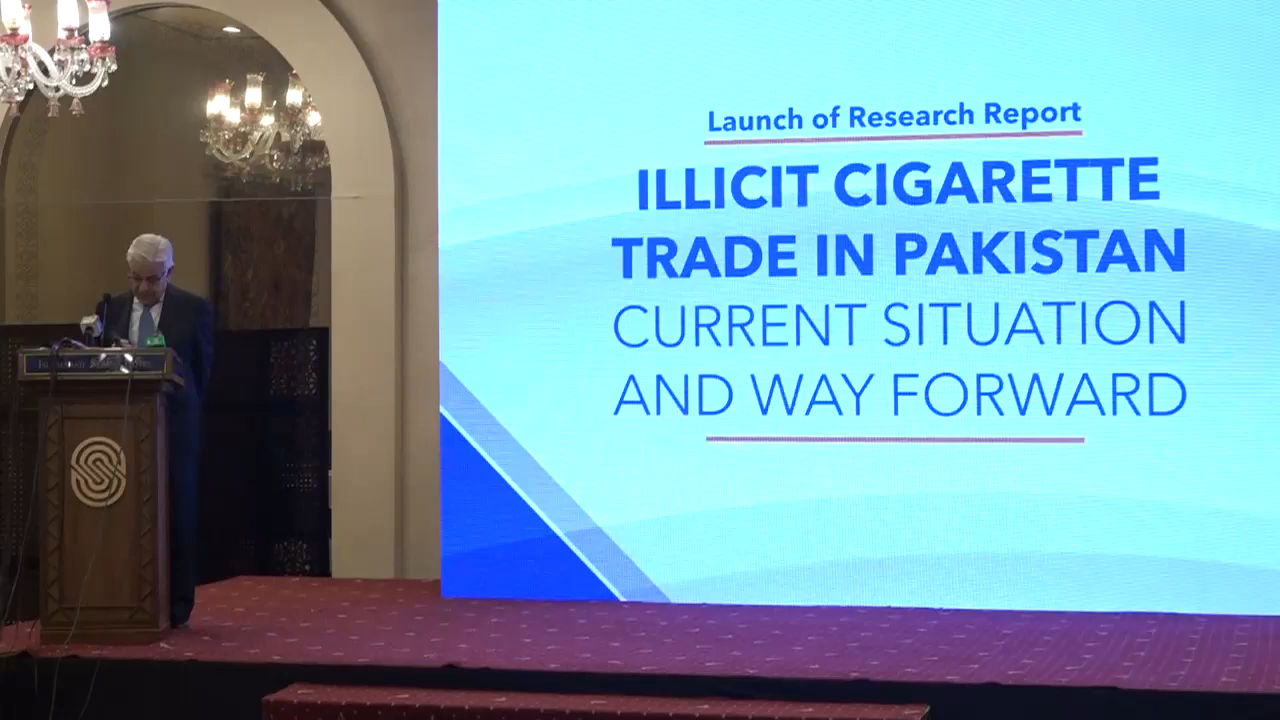 Launch of Research Report
ILLICIT CIGARETTE
TRADE IN PAKISTAN
CURRENT SITUATION
AND WAY FORWARD